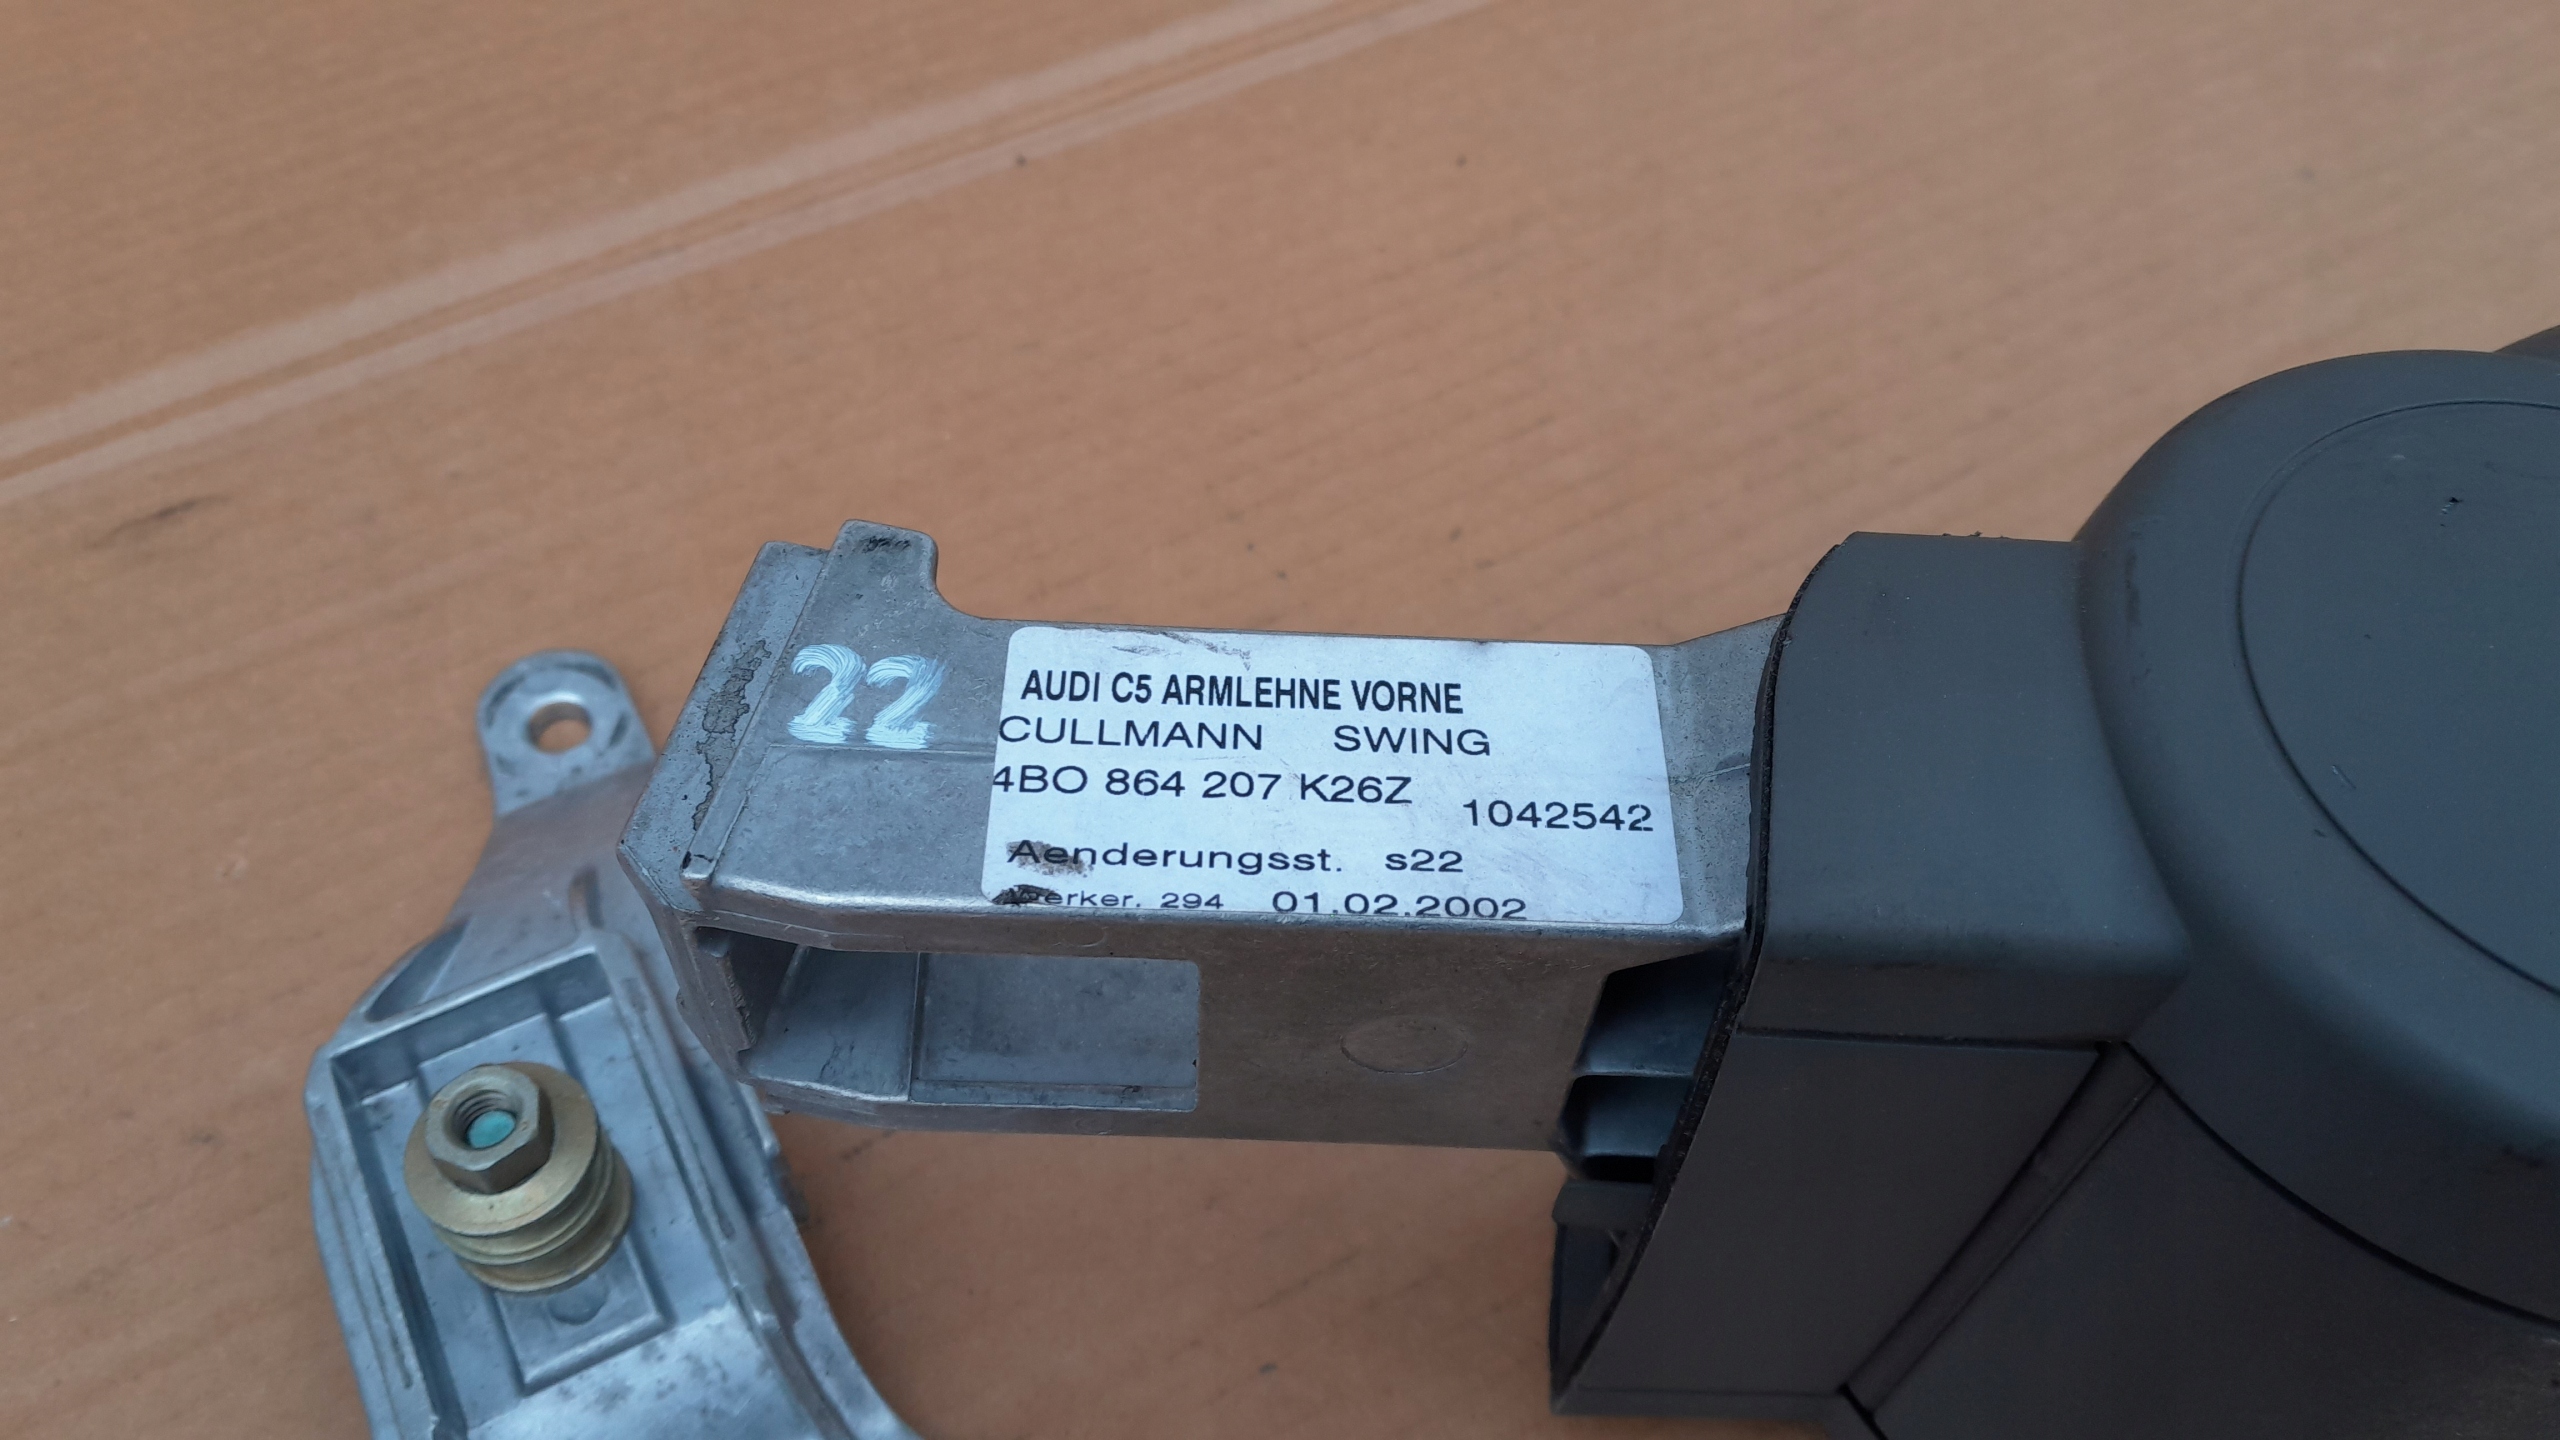 22
AUDI C5 ARMLEHNE VORNE
CULLMANN SWING
4BO 864 207 K26Z
1042542
Aenderungsst. s22
294 01.02.2002